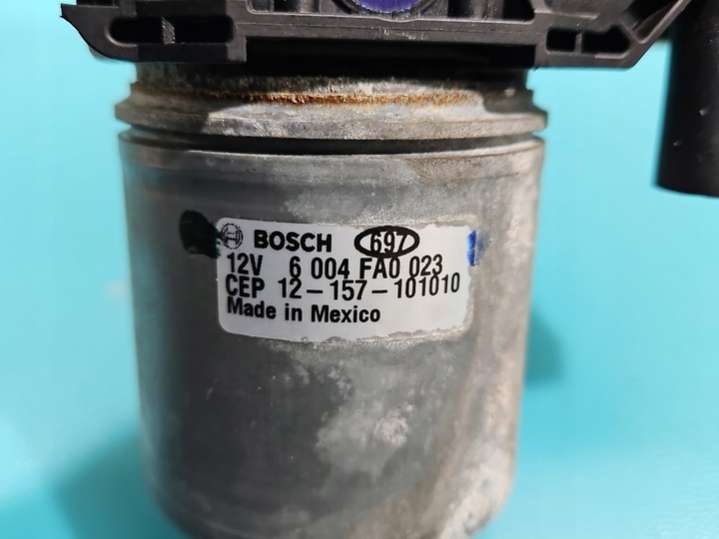 BOSCH 697
12V 6 004 FA0 023
CEP 12-157-101010
Made in Mexico